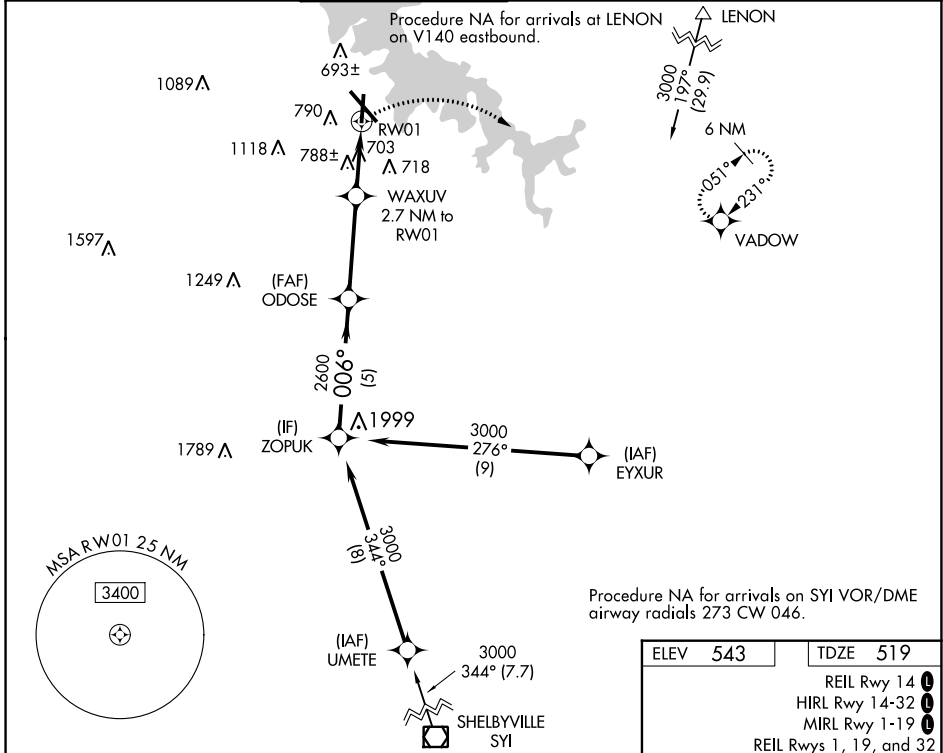 Procedure NA for arrivals at LENON
on V140 eastbound.
LENON
3000
197°
(29.9)
693±
1089
790
RW01
6 NM
1118
788±
703
718
051°
231°
WAXUV
2.7 NM to
RW01
VADOW
1597
1249
(FAF)
ODOSE
2600
006°
(5)
(IF)
ZOPUK
1999
1789
3000
276°
(9)
(IAF)
EYXUR
3000
344°
(8)
MSA RW01 25 NM
3400
Procedure NA for arrivals on SYI VOR/DME
airway radials 273 CW 046.
(IAF)
UMETE
3000
344° (7.7)
SHELBYVILLE
SYI
ELEV 543
TDZE 519
REIL Rwy 14 L
HIRL Rwy 14-32 L
MIRL Rwy 1-19 L
REIL Rwys 1, 19, and 32